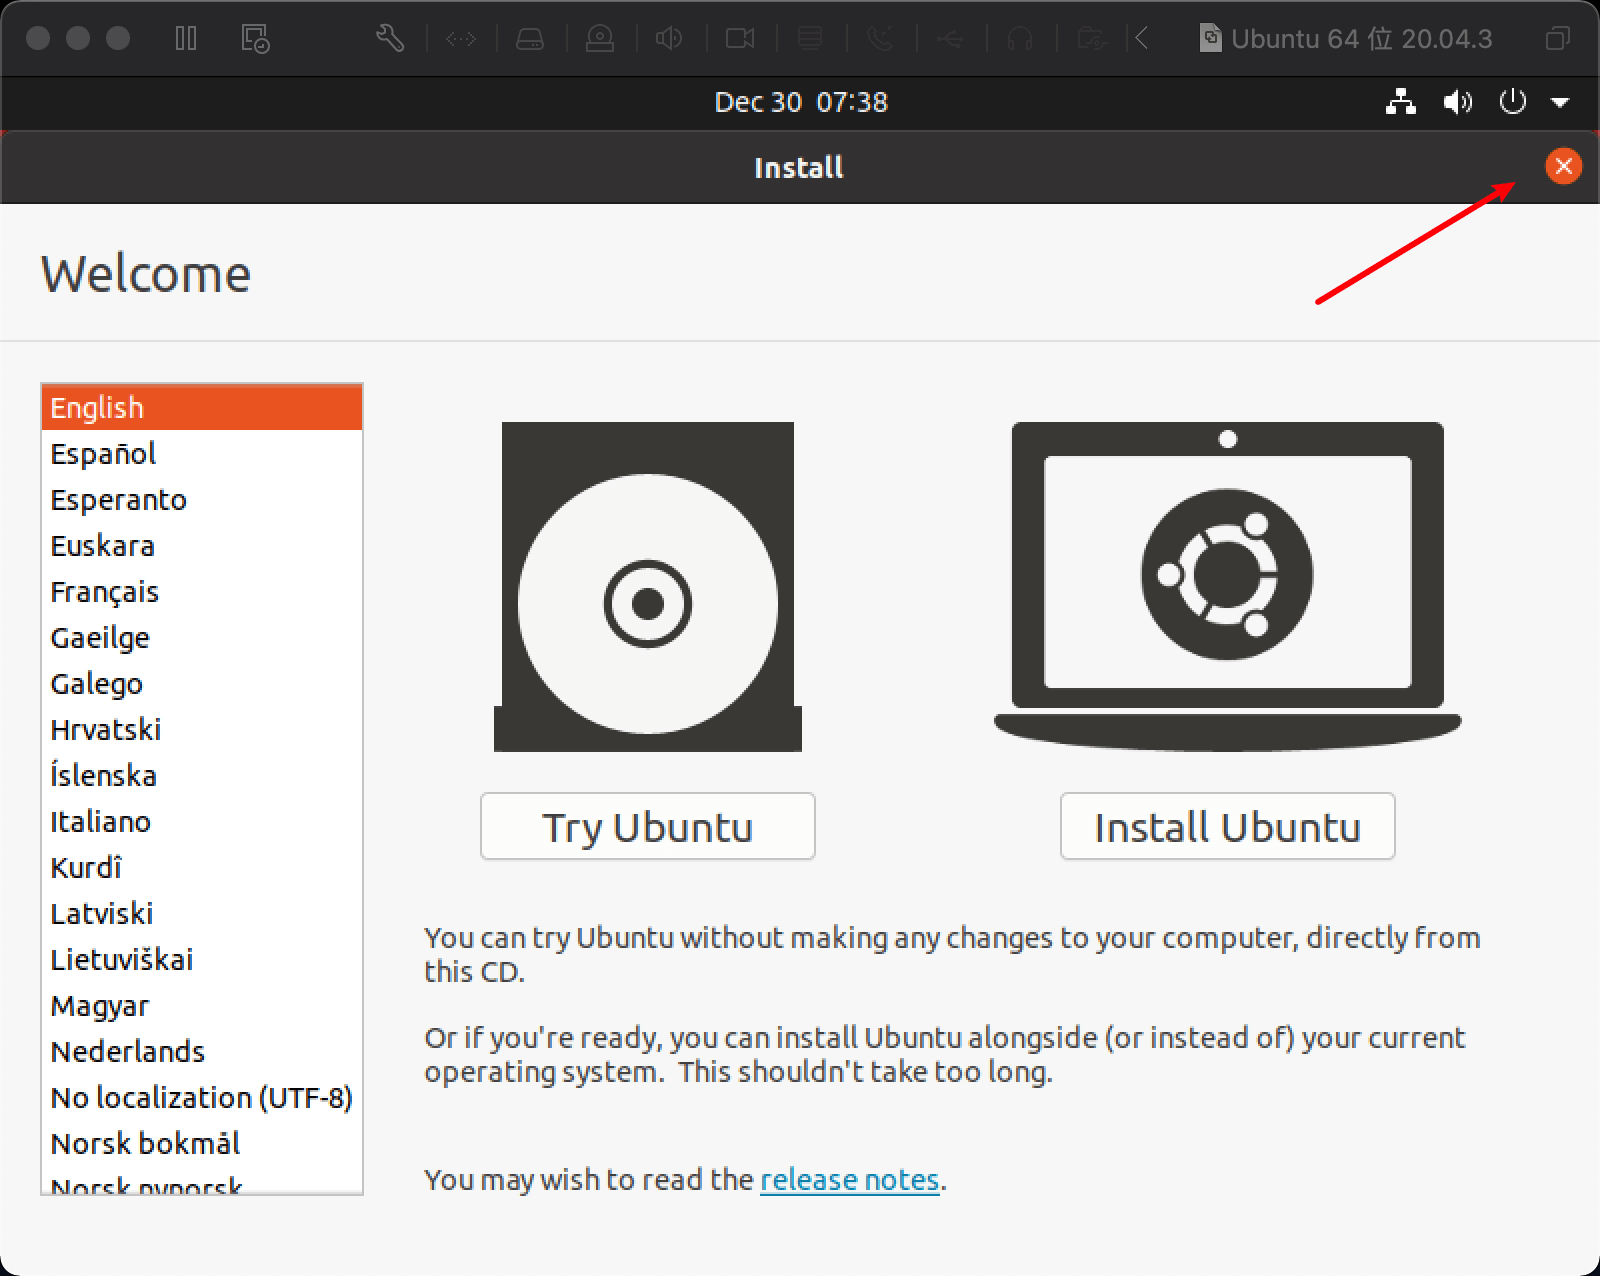 Ubuntu 64 位 20.04.3
Dec 30 07:38
Install
Welcome
English
Español
Esperanto
Euskara
Français
Gaeilge
Galego
Hrvatski
Íslenska
Italiano
Kurdî
Latviski
Lietuviškai
Magyar
Nederlands
No localization (UTF-8)
Norsk bokmål
Norsk nynorsk
Try Ubuntu
Install Ubuntu
You can try Ubuntu without making any changes to your computer, directly from
this CD.
Or if you're ready, you can install Ubuntu alongside (or instead of) your current
operating system. This shouldn't take too long.
You may wish to read the release notes.